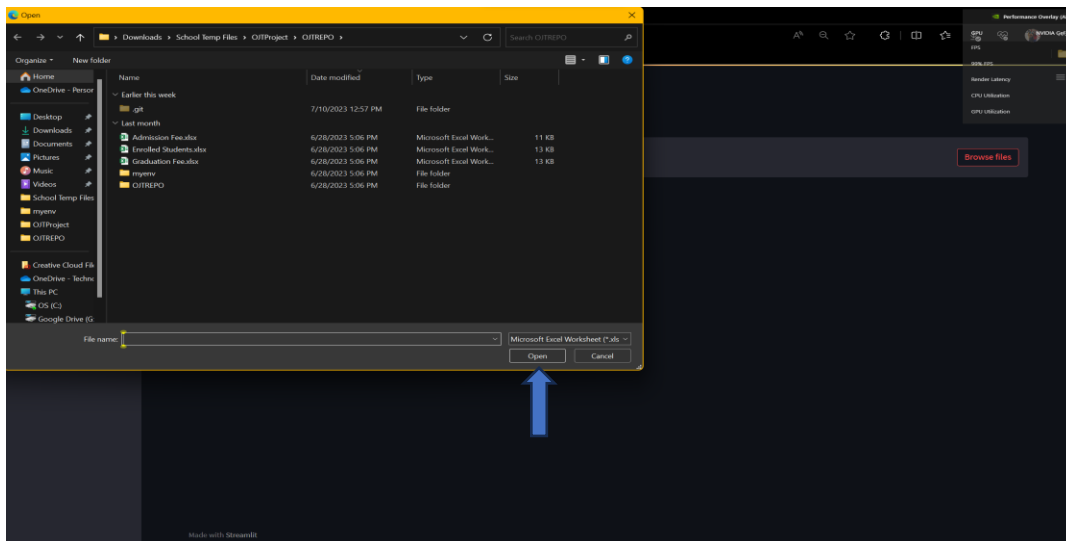 Open
Performance Overlay
Downloads > School Temp Files > OJTProject > OJTREPO >
Search OJTREPO
GPU
NVIDIA Gef
FPS
Organize
New folder
99% FPS
Home
Name
Date modified
Type
Size
Render Latency
OneDrive - Person
Earlier this week
CPU Utilization
.git
7/10/2023 12:57 PM
File folder
GPU Utilization
Desktop
Last month
Downloads
Admission Fee.xlsx
6/28/2023 5:06 PM
Microsoft Excel Work...
11 KB
Documents
Enrolled Students.xlsx
6/28/2023 5:06 PM
Microsoft Excel Work...
13 KB
Pictures
Graduation Fee.xlsx
6/28/2023 5:06 PM
Microsoft Excel Work...
13 KB
Browse files
Music
myenv
6/28/2023 5:06 PM
File folder
Videos
OJTREPO
6/28/2023 5:06 PM
File folder
School Temp Files
myenv
OJTProject
OJTREPO
Creative Cloud Fil
OneDrive - Techno
This PC
OS (C:)
Google Drive (G:
File name:
Microsoft Excel Worksheet (*.xls
Open
Cancel
Made with Streamlit